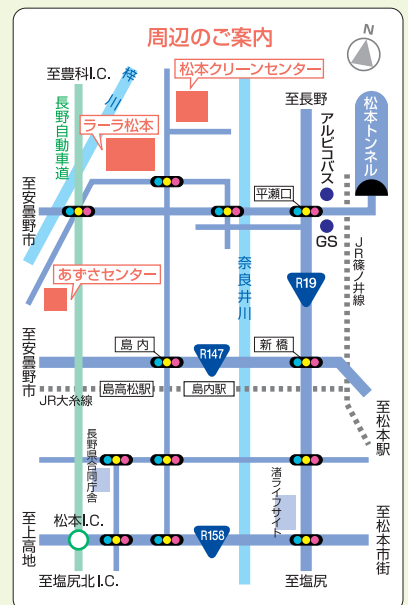 周辺のご案内
N
至豊科I.C.
梓川
松本クリーンセンター
至長野
松本トンネル
長野自動車道
ラーラ松本
アルピコバス
平瀬口
至安曇野市
GS
JR篠ノ井線
あずさセンター
奈良井川
R19
島内
R147
新橋
至安曇野市
島高松駅
島内駅
JR大糸線
至松本駅
長野県合同庁舎
渚ライフサイト
松本I.C.
至上高地
R158
至松本市街
至塩尻北I.C.
至塩尻